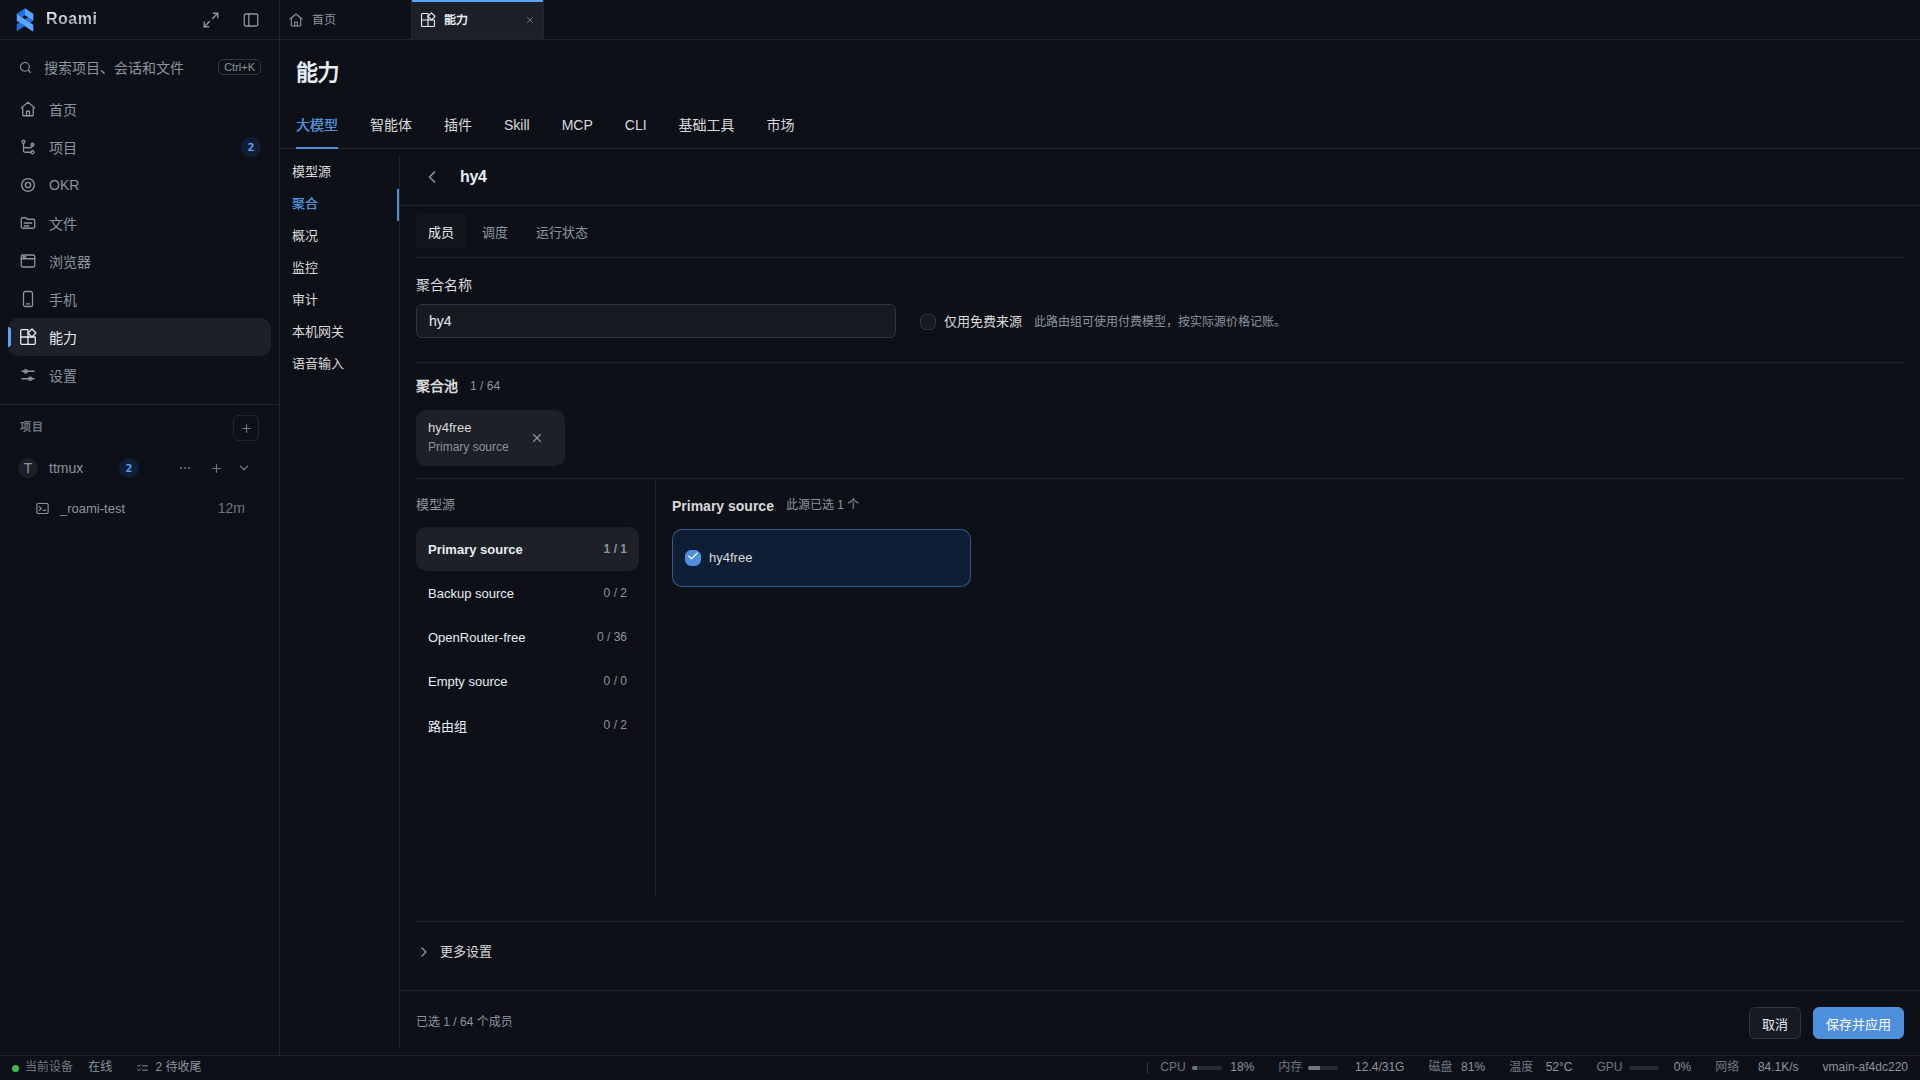 Roami
首页
能力
搜索项目、会话和文件
Ctrl+K
首页
项目
2
OKR
文件
浏览器
手机
能力
设置
项目
T
ttmux
2
_roami-test
12m
能力
大模型
智能体
插件
Skill
MCP
CLI
基础工具
市场
模型源
聚合
概况
监控
审计
本机网关
语音输入
hy4
成员
调度
运行状态
聚合名称
hy4
仅用免费来源
此路由组可使用付费模型，按实际源价格记账。
聚合池
1 / 64
hy4free
Primary source
模型源
Primary source
1 / 1
Backup source
0 / 2
OpenRouter-free
0 / 36
Empty source
0 / 0
路由组
0 / 2
Primary source
此源已选 1 个
hy4free
更多设置
已选 1 / 64 个成员
取消
保存并应用
当前设备
在线
2 待收尾
CPU
18%
内存
12.4/31G
磁盘
81%
温度
52°C
GPU
0%
网络
84.1K/s
vmain-af4dc220